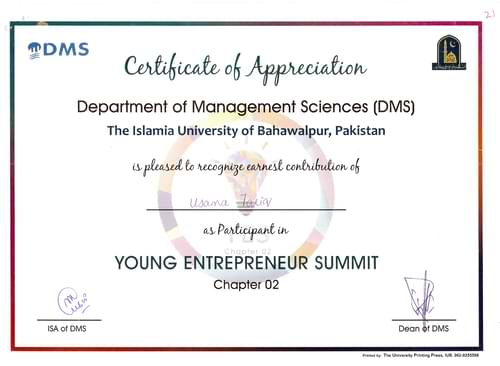 21
DMS
Certificate of Appreciation
Department of Management Sciences (DMS)
The Islamia University of Bahawalpur, Pakistan
is pleased to recognize earnest contribution of
Usama
as Participant in
YES
Chapter 02
YOUNG ENTREPRENEUR SUMMIT
Chapter 02
ISA of DMS
Dean of DMS
Printed by: The University Printing Press, IUB.